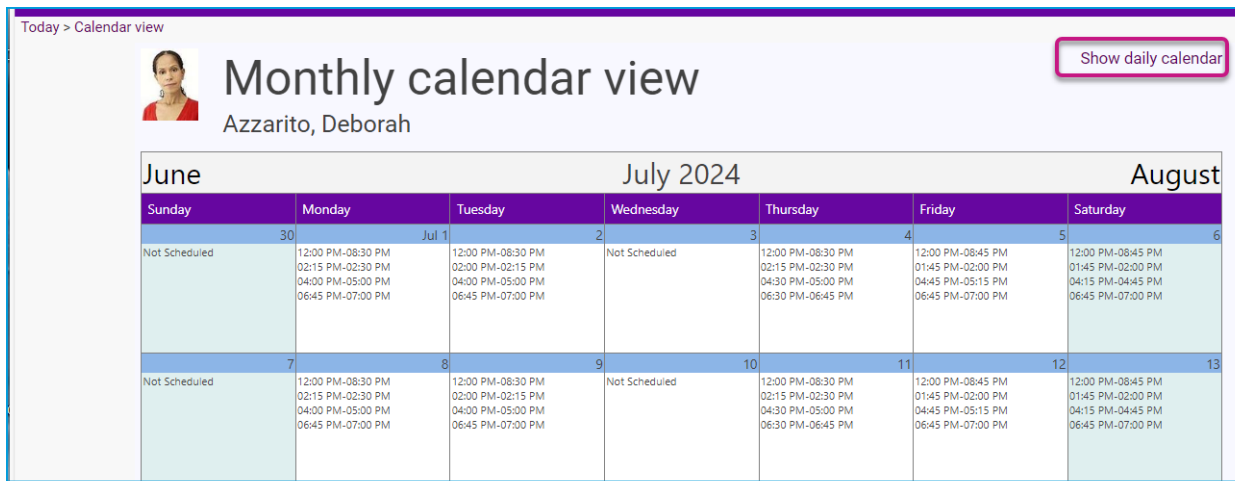 Today > Calendar view
Show daily calendar
Monthly calendar view
Azzarito, Deborah
June July 2024 August
Sunday Monday Tuesday Wednesday Thursday Friday Saturday
30 Jul 1 2 3 4 5 6
Not Scheduled 12:00 PM-08:30 PM 12:00 PM-08:30 PM Not Scheduled 12:00 PM-08:30 PM 12:00 PM-08:45 PM 12:00 PM-08:45 PM
02:15 PM-02:30 PM 02:00 PM-02:15 PM 02:15 PM-02:30 PM 01:45 PM-02:00 PM 01:45 PM-02:00 PM
04:00 PM-05:00 PM 04:00 PM-05:00 PM 04:30 PM-05:00 PM 04:45 PM-05:15 PM 04:15 PM-04:45 PM
06:45 PM-07:00 PM 06:45 PM-07:00 PM 06:30 PM-06:45 PM 06:45 PM-07:00 PM 06:45 PM-07:00 PM
7 8 9 10 11 12 13
Not Scheduled 12:00 PM-08:30 PM 12:00 PM-08:30 PM Not Scheduled 12:00 PM-08:30 PM 12:00 PM-08:45 PM 12:00 PM-08:45 PM
02:15 PM-02:30 PM 02:00 PM-02:15 PM 02:15 PM-02:30 PM 01:45 PM-02:00 PM 01:45 PM-02:00 PM
04:00 PM-05:00 PM 04:00 PM-05:00 PM 04:30 PM-05:00 PM 04:45 PM-05:15 PM 04:15 PM-04:45 PM
06:45 PM-07:00 PM 06:45 PM-07:00 PM 06:30 PM-06:45 PM 06:45 PM-07:00 PM 06:45 PM-07:00 PM